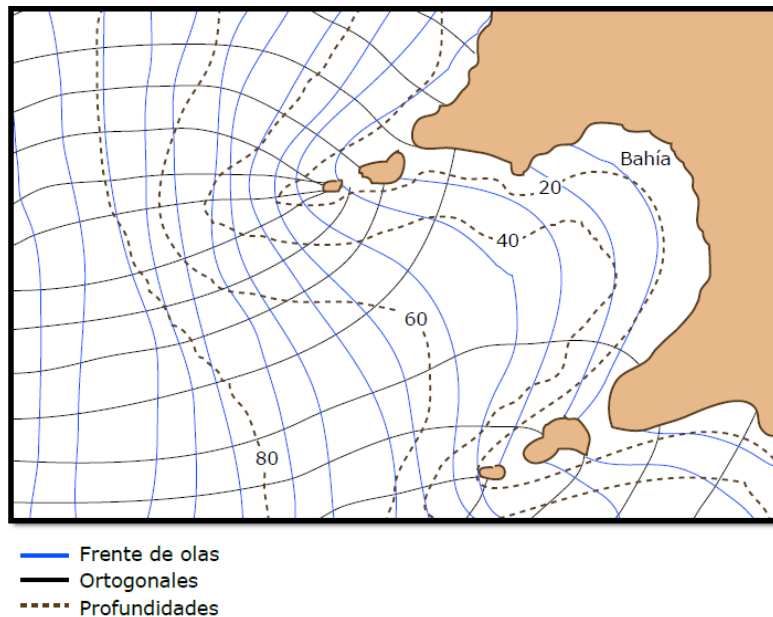 Bahía
20
40
60
80
Frente de olas
Ortogonales
Profundidades